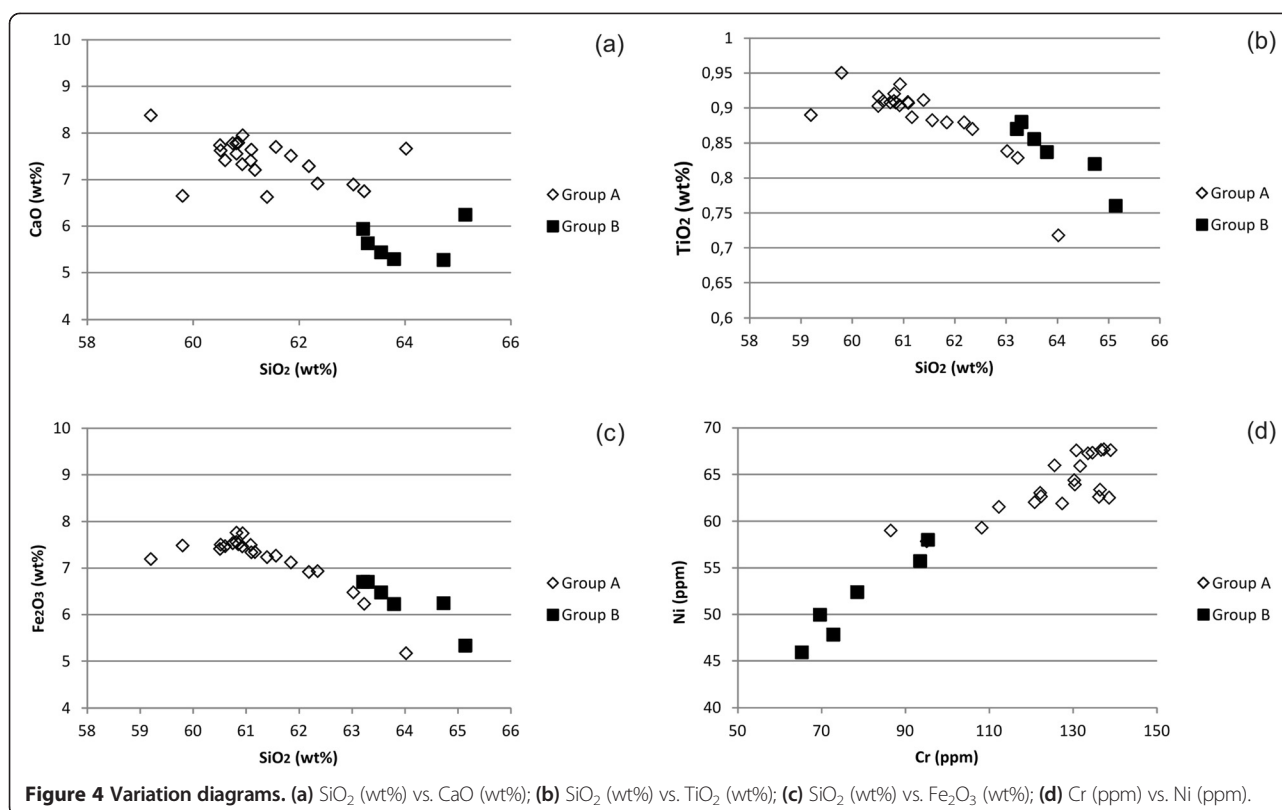 (a)
10
9
8
7
6
5
4
CaO (wt%)
58 60 62 64 66
SiO2 (wt%)
Group A
Group B
(b)
1
0,95
0,9
0,85
0,8
0,75
0,7
0,65
0,6
TiO2 (wt%)
58 59 60 61 62 63 64 65 66
SiO2 (wt%)
Group A
Group B
(c)
10
9
8
7
6
5
4
Fe2O3 (wt%)
58 59 60 61 62 63 64 65 66
SiO2 (wt%)
Group A
Group B
(d)
70
65
60
55
50
45
40
Ni (ppm)
50 70 90 110 130 150
Cr (ppm)
Group A
Group B
Figure 4 Variation diagrams. (a) SiO2 (wt%) vs. CaO (wt%); (b) SiO2 (wt%) vs. TiO2 (wt%); (c) SiO2 (wt%) vs. Fe2O3 (wt%); (d) Cr (ppm) vs. Ni (ppm).